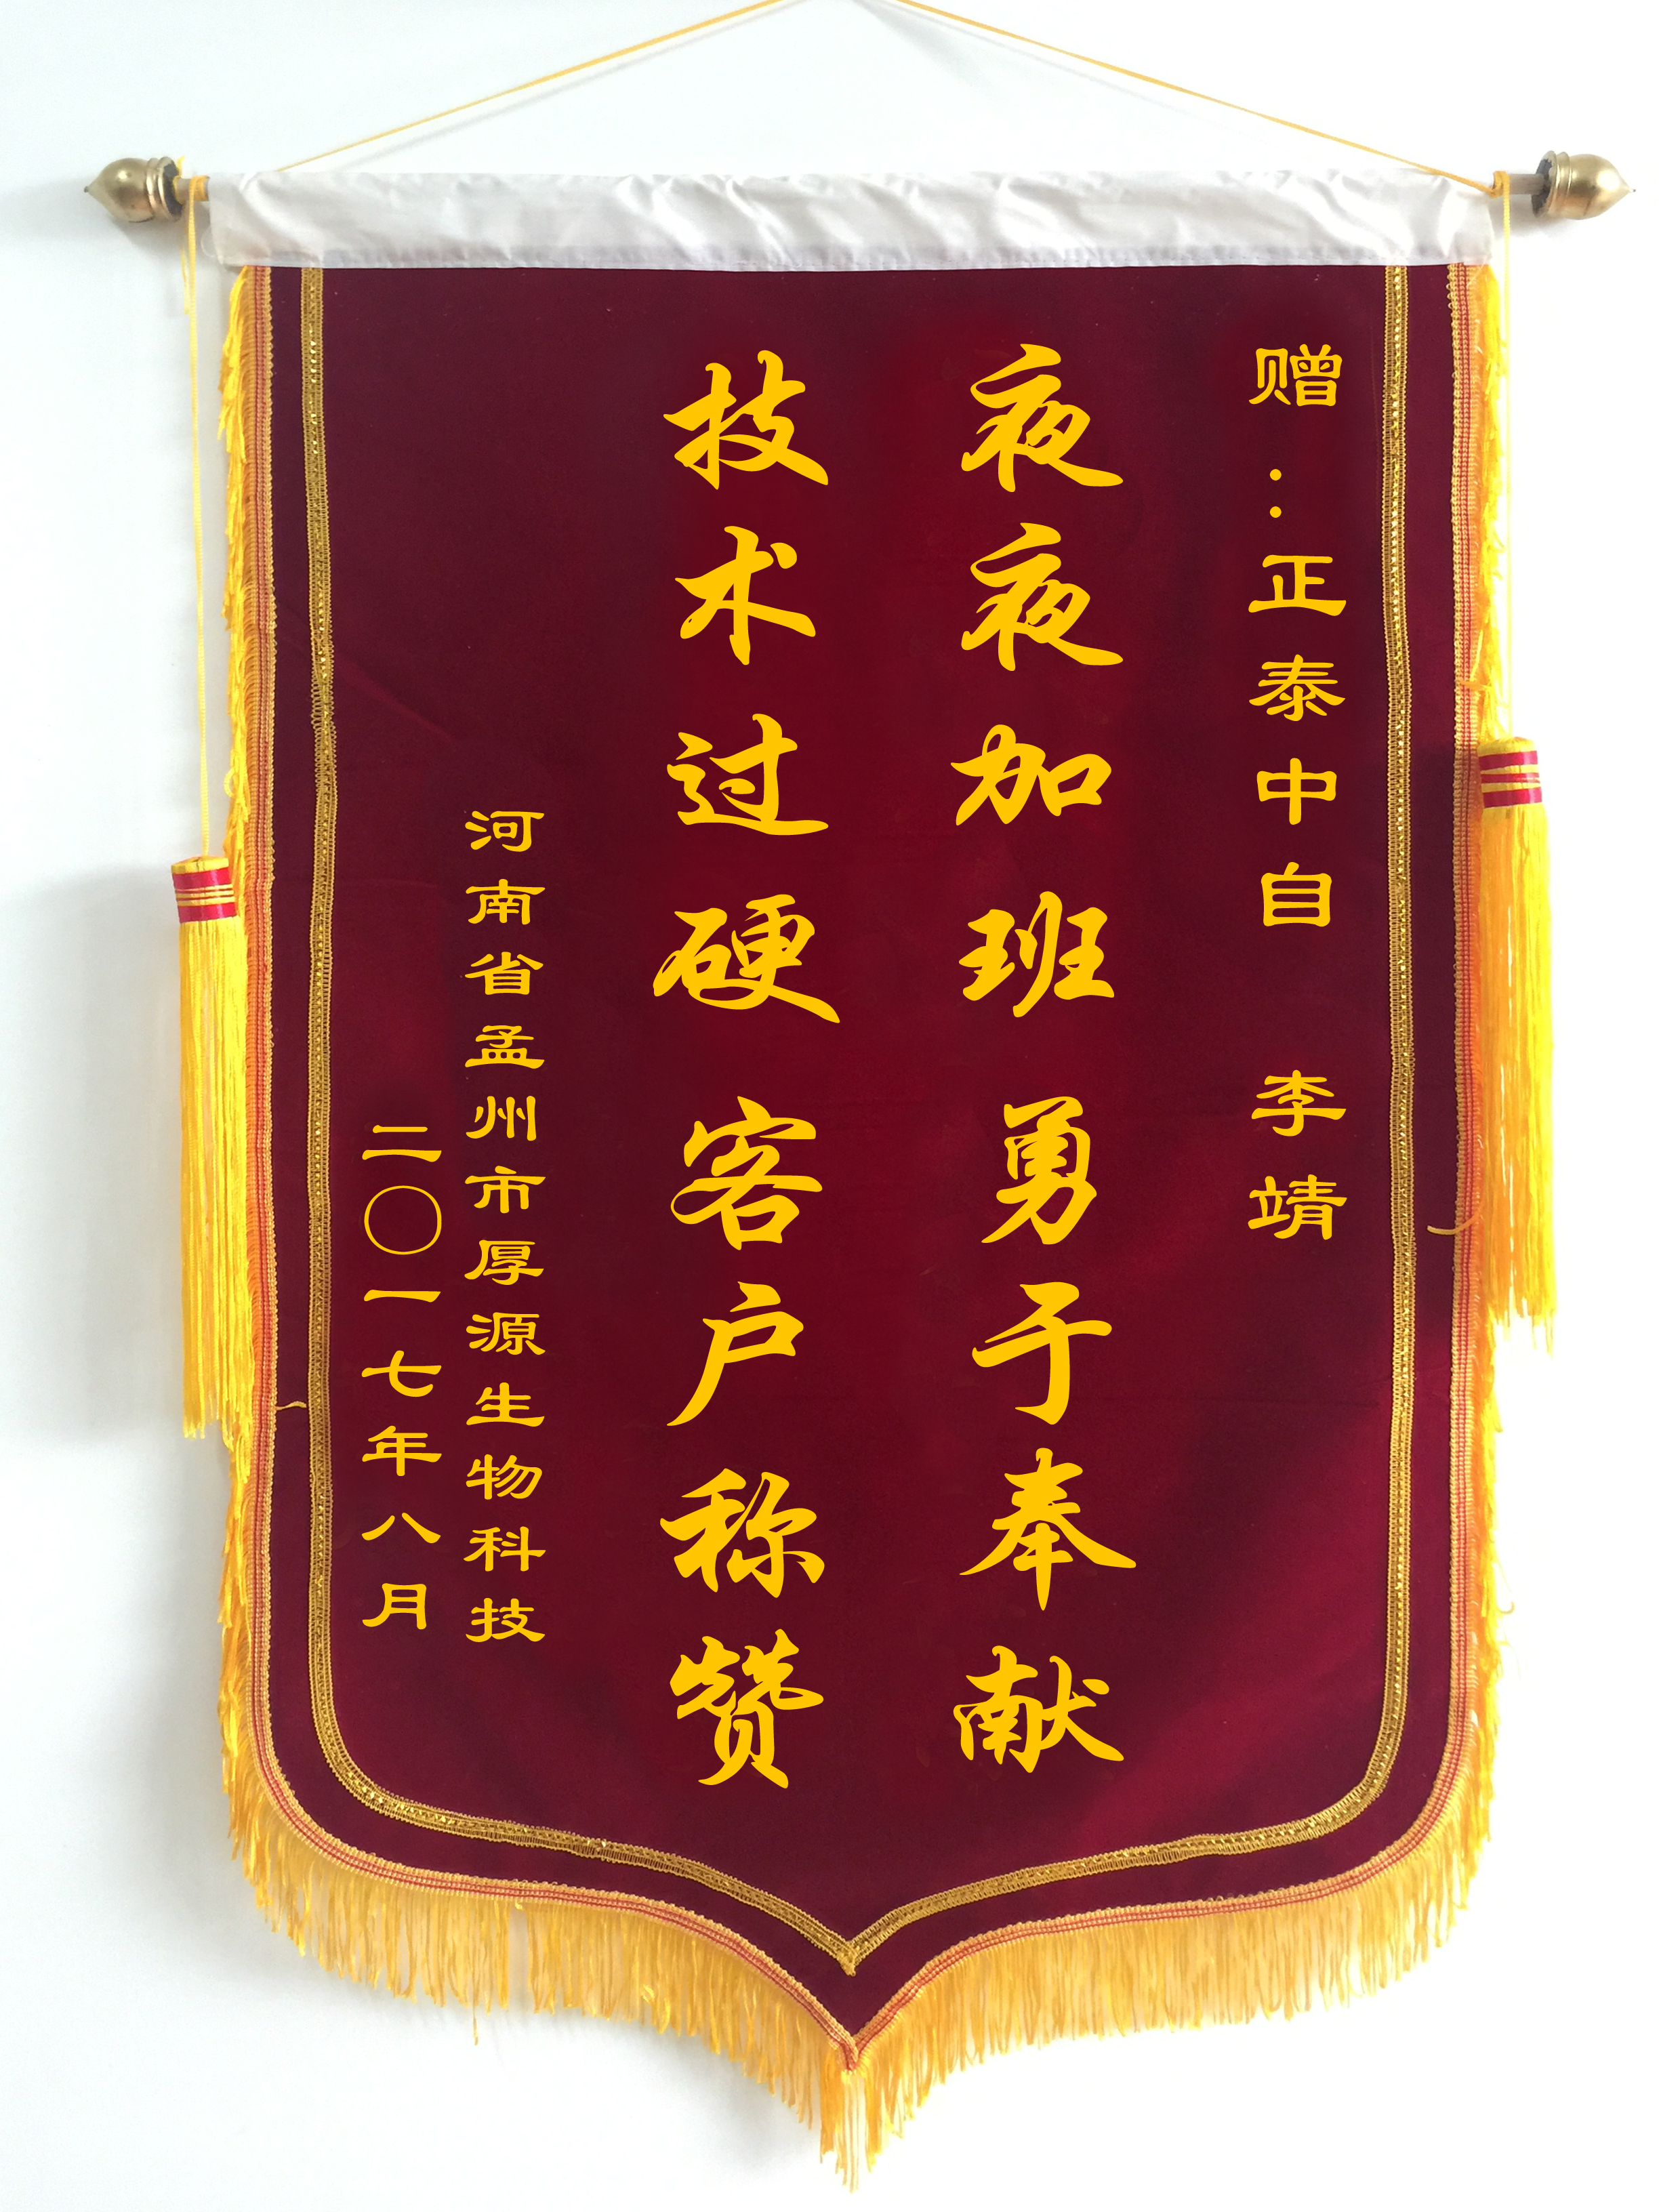 赠：正泰中自 李靖
夜夜加班勇于奉献
技术过硬客户称赞
河南省孟州市厚源生物科技
二〇一七年八月